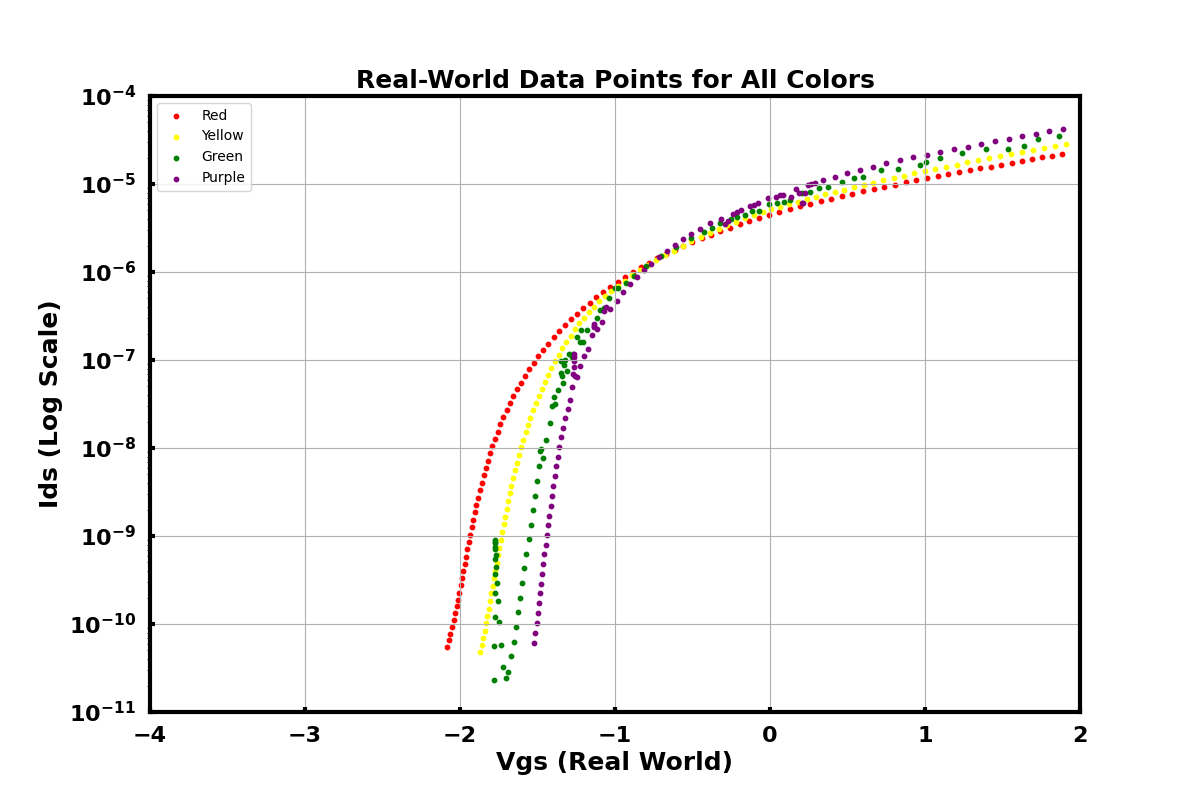 Real-World Data Points for All Colors
10⁻⁴
Red
Yellow
Green
Purple
10⁻⁵
10⁻⁶
10⁻⁷
10⁻⁸
10⁻⁹
10⁻¹⁰
10⁻¹¹
Ids (Log Scale)
−4 −3 −2 −1 0 1 2
Vgs (Real World)